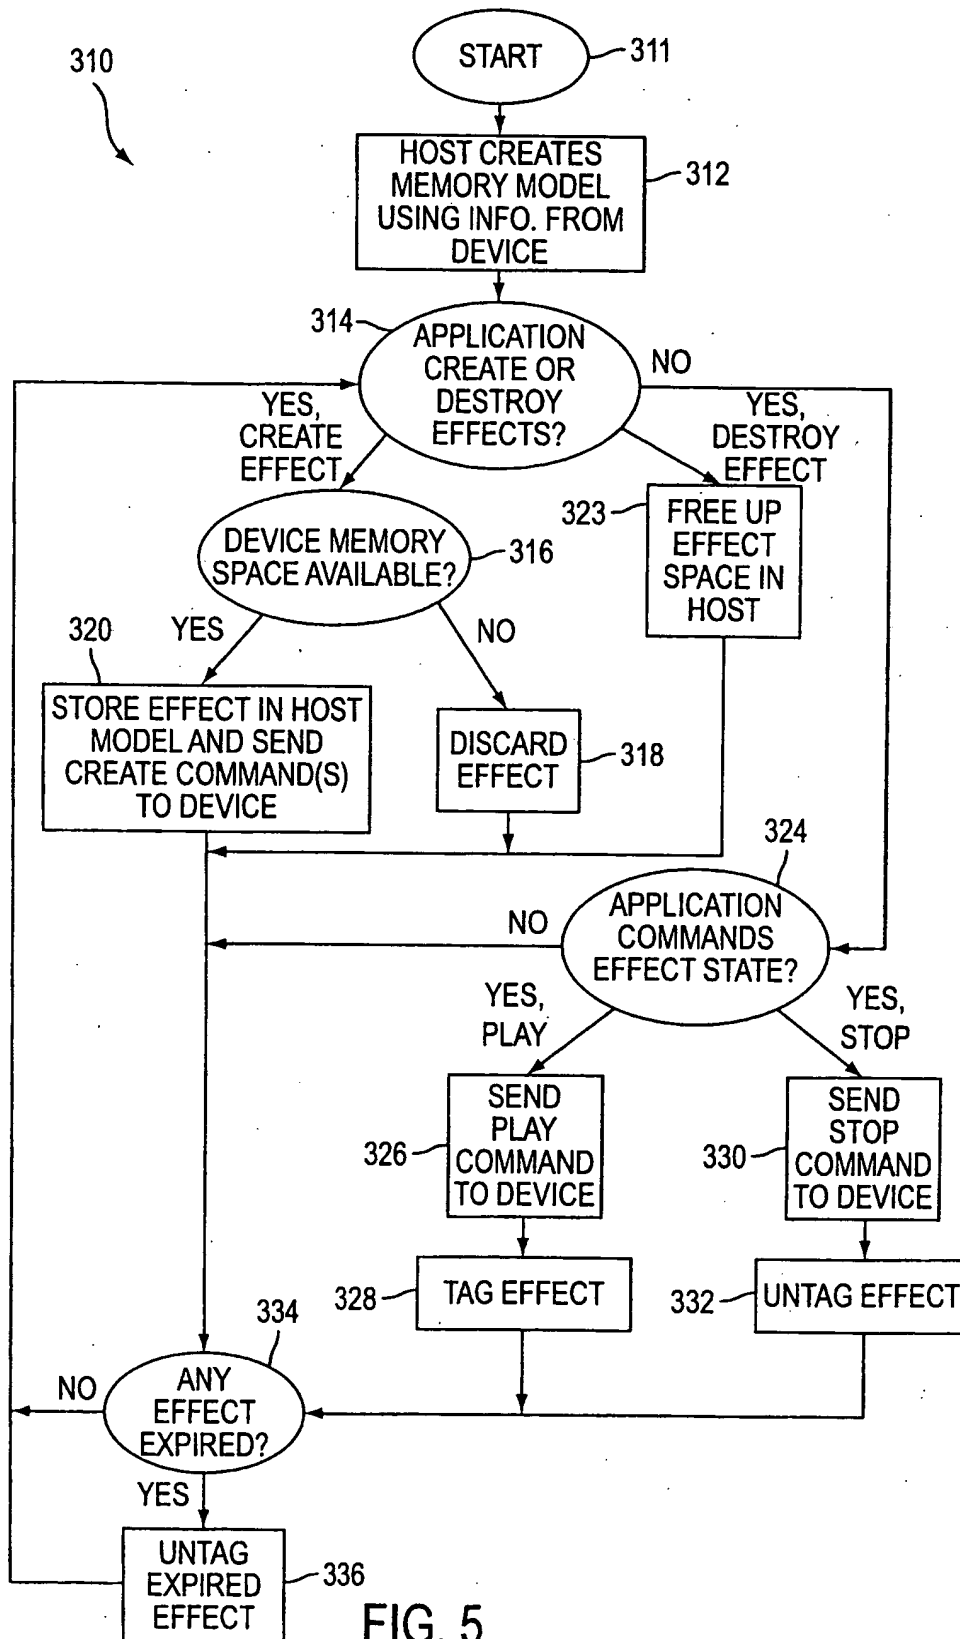 310
START
311
HOST CREATES
MEMORY MODEL
USING INFO. FROM
DEVICE
312
314
APPLICATION
CREATE OR
DESTROY
EFFECTS?
NO
YES,
CREATE
EFFECT
YES,
DESTROY
EFFECT
DEVICE MEMORY
SPACE AVAILABLE?
316
323
FREE UP
EFFECT
SPACE IN
HOST
320
YES
NO
STORE EFFECT IN HOST
MODEL AND SEND
CREATE COMMAND(S)
TO DEVICE
DISCARD
EFFECT
318
324
APPLICATION
COMMANDS
EFFECT STATE?
NO
YES,
PLAY
YES,
STOP
326
SEND
PLAY
COMMAND
TO DEVICE
330
SEND
STOP
COMMAND
TO DEVICE
328
TAG EFFECT
332
UNTAG EFFECT
334
ANY
EFFECT
EXPIRED?
NO
YES
UNTAG
EXPIRED
EFFECT
336
FIG. 5